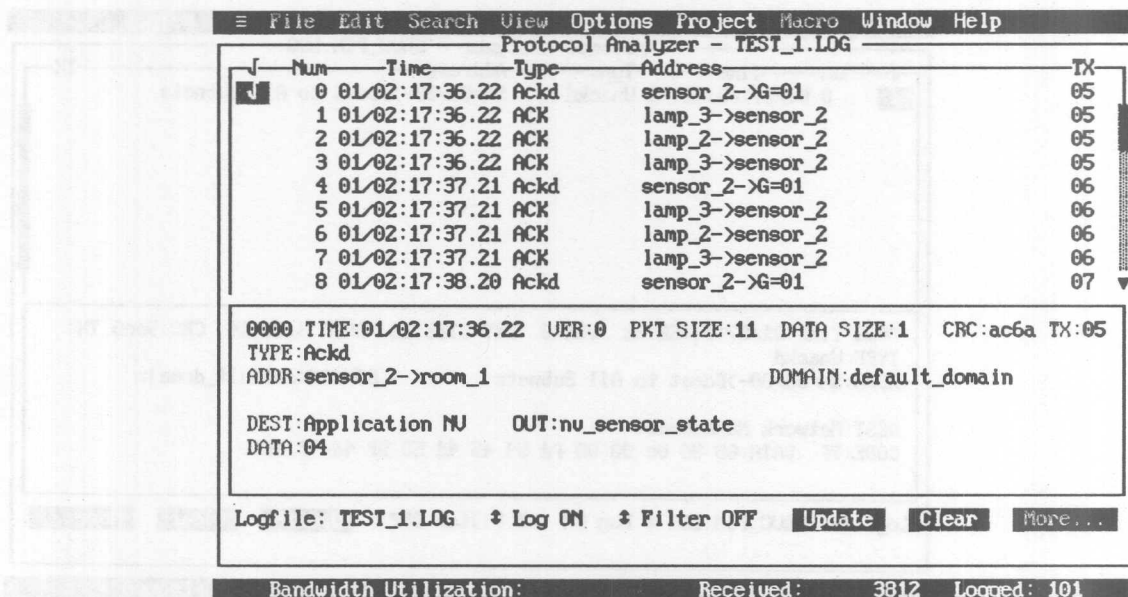 ≡ File Edit Search View Options Project Macro Window Help
Protocol Analyzer TEST_1.LOG
√ Num Time Type Address TX
√ 0 01/02:17:36.22 Ackd sensor_2->G=01 05
1 01/02:17:36.22 ACK lamp_3->sensor_2 05
2 01/02:17:36.22 ACK lamp_2->sensor_2 05
3 01/02:17:36.22 ACK lamp_3->sensor_2 05
4 01/02:17:37.21 Ackd sensor_2->G=01 06
5 01/02:17:37.21 ACK lamp_3->sensor_2 06
6 01/02:17:37.21 ACK lamp_2->sensor_2 06
7 01/02:17:37.21 ACK lamp_3->sensor_2 06
8 01/02:17:38.20 Ackd sensor_2->G=01 07
0000 TIME:01/02:17:36.22 VER:0 PKT SIZE:11 DATA SIZE:1 CRC:ac6a TX:05
TYPE:Ackd
ADDR:sensor_2->room_1 DOMAIN:default_domain
DEST:Application NV OUT:nv_sensor_state
DATA:04
Logfile: TEST_1.LOG ↕ Log ON ↕ Filter OFF Update Clear More...
Bandwidth Utilization: Received: 3812 Logged: 101